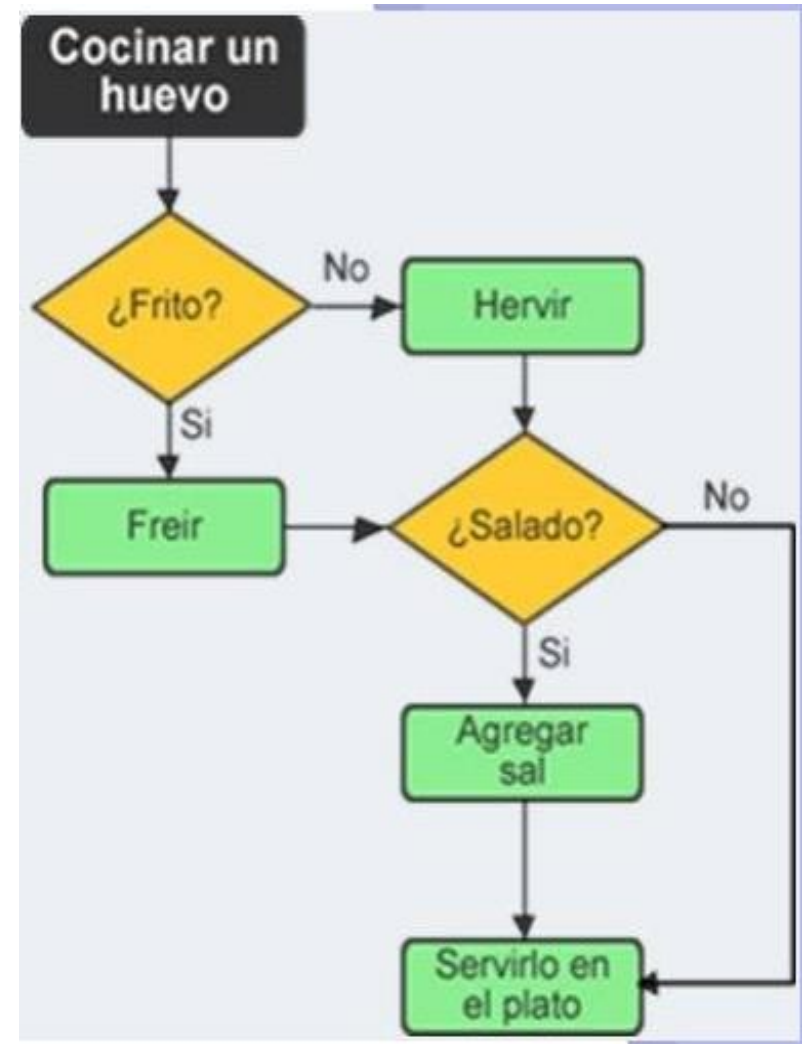 Cocinar un
huevo
¿Frito?
No
Hervir
Si
Freir
¿Salado?
No
Si
Agregar
sal
Servirlo en
el plato